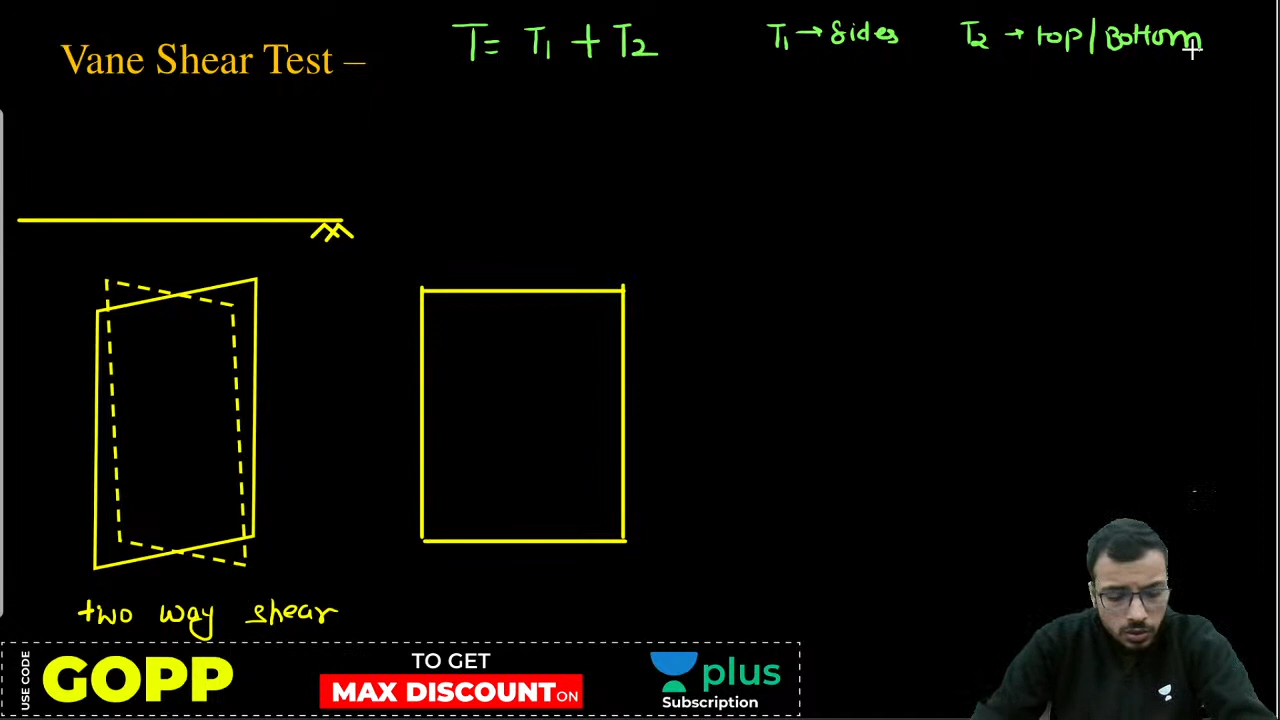 Vane Shear Test –
T = T1 + T2
T1 → Sides
T2 → Top/Bottom
two way shear
USE CODE
GOPP
TO GET
MAX DISCOUNT ON
plus
Subscription